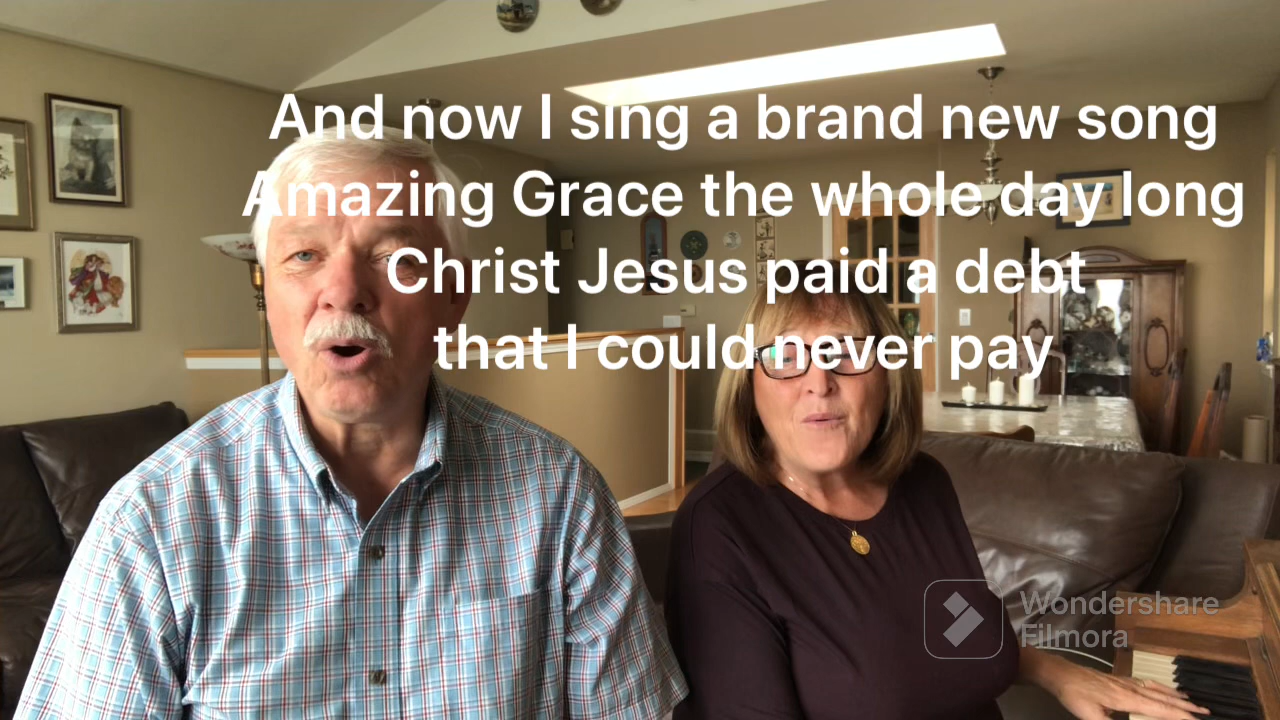 And now I sing a brand new song
Amazing Grace the whole day long
Christ Jesus paid a debt
that I could never pay
Wondershare
Filmora